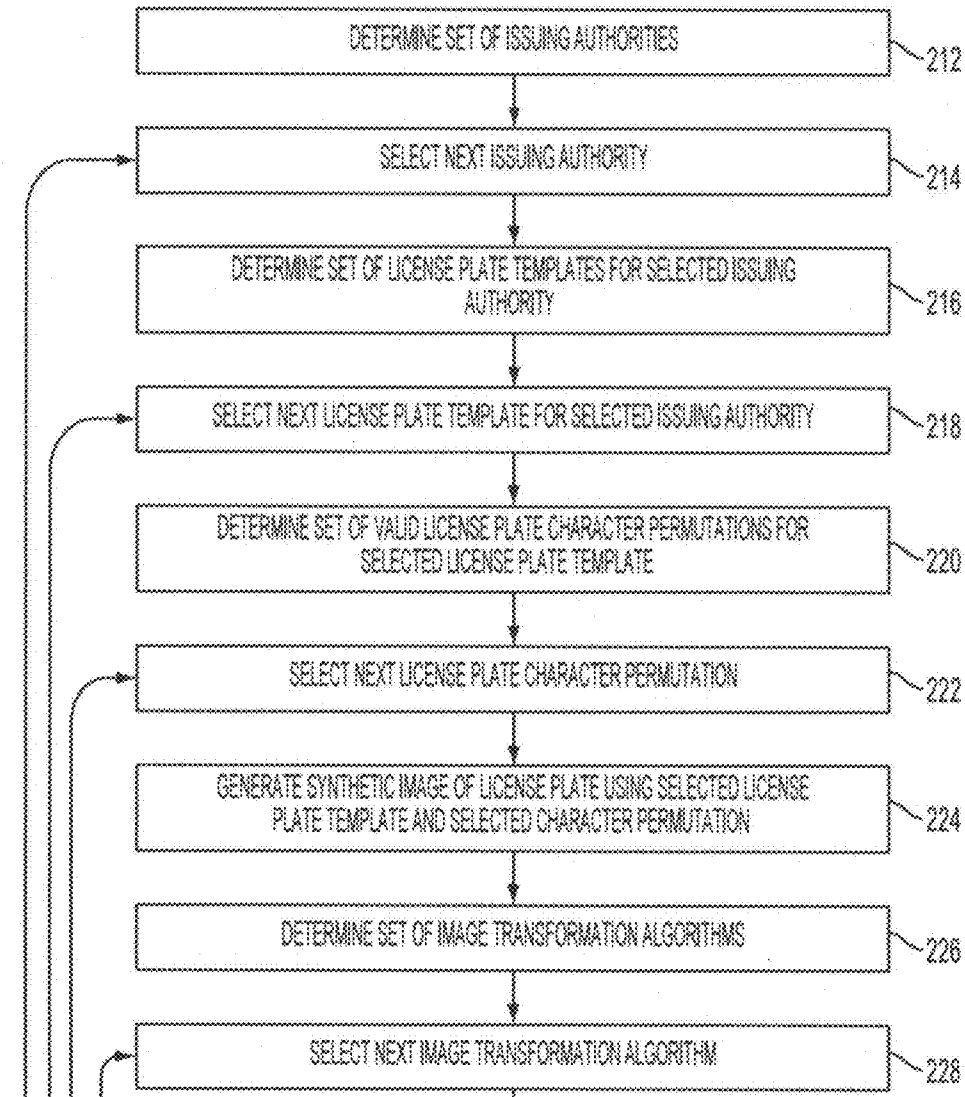 DETERMINE SET OF ISSUING AUTHORITIES
212
SELECT NEXT ISSUING AUTHORITY
214
DETERMINE SET OF LICENSE PLATE TEMPLATES FOR SELECTED ISSUING
AUTHORITY
216
SELECT NEXT LICENSE PLATE TEMPLATE FOR SELECTED ISSUING AUTHORITY
218
DETERMINE SET OF VALID LICENSE PLATE CHARACTER PERMUTATIONS FOR
SELECTED LICENSE PLATE TEMPLATE
220
SELECT NEXT LICENSE PLATE CHARACTER PERMUTATION
222
GENERATE SYNTHETIC IMAGE OF LICENSE PLATE USING SELECTED LICENSE
PLATE TEMPLATE AND SELECTED CHARACTER PERMUTATION
224
DETERMINE SET OF IMAGE TRANSFORMATION ALGORITHMS
226
SELECT NEXT IMAGE TRANSFORMATION ALGORITHM
228